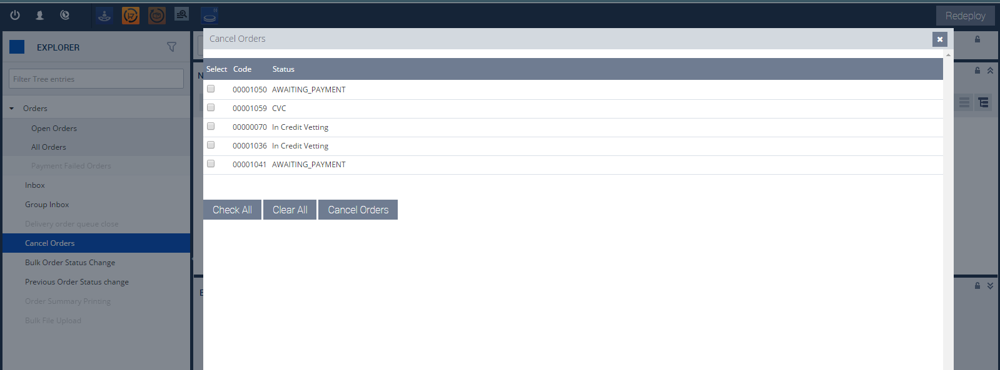 Redeploy
EXPLORER
Filter Tree entries
Orders
Open Orders
All Orders
Payment Failed Orders
Inbox
Group Inbox
Delivery order queue close
Cancel Orders
Bulk Order Status Change
Previous Order Status change
Order Summary Printing
Bulk File Upload
Cancel Orders
Select Code Status
00001050 AWAITING_PAYMENT
00001059 CVC
00000070 In Credit Vetting
00001036 In Credit Vetting
00001041 AWAITING_PAYMENT
Check All Clear All Cancel Orders